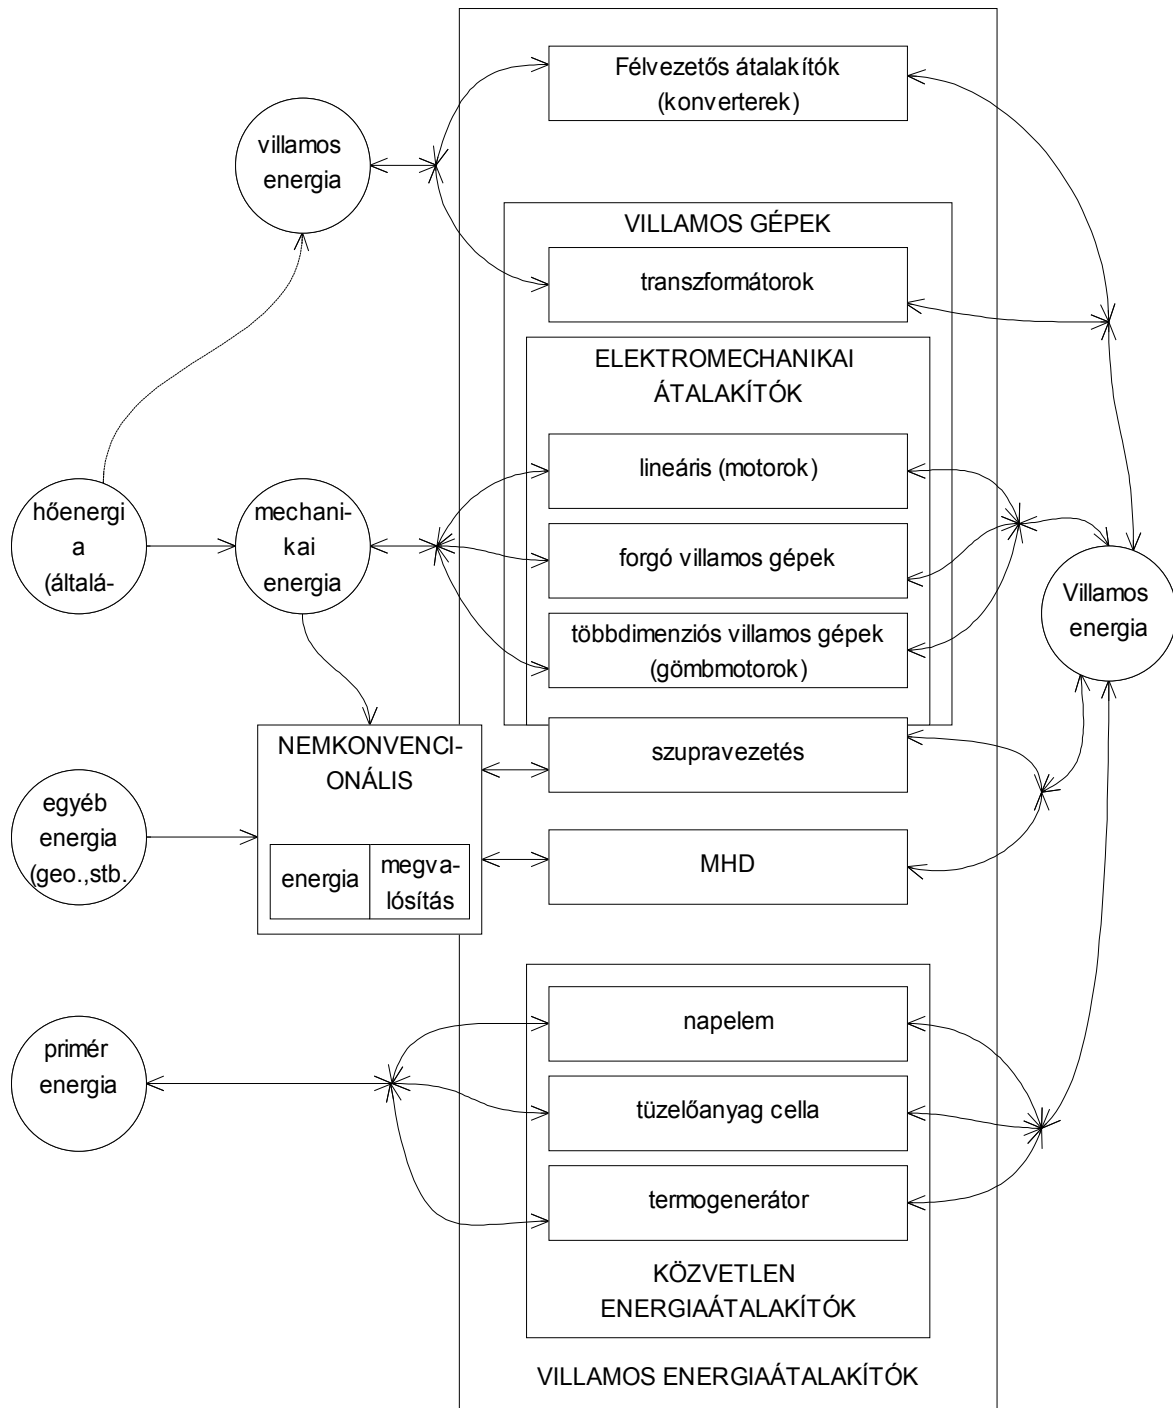 Félvezetős átalakítók
(konverterek)
villamos
energia
VILLAMOS GÉPEK
transzformátorok
ELEKTROMECHANIKAI
ÁTALAKÍTÓK
lineáris (motorok)
hőenergi
a
(általá-
mechani-
kai
energia
forgó villamos gépek
Villamos
energia
többdimenziós villamos gépek
(gömbmotorok)
NEMKONVENCI-
ONÁLIS
szupravezetés
egyéb
energia
(geo.,stb.
energia
megva-
lósítás
MHD
napelem
primér
energia
tüzelőanyag cella
termogenerátor
KÖZVETLEN
ENERGIAÁTALAKÍTÓK
VILLAMOS ENERGIAÁTALAKÍTÓK